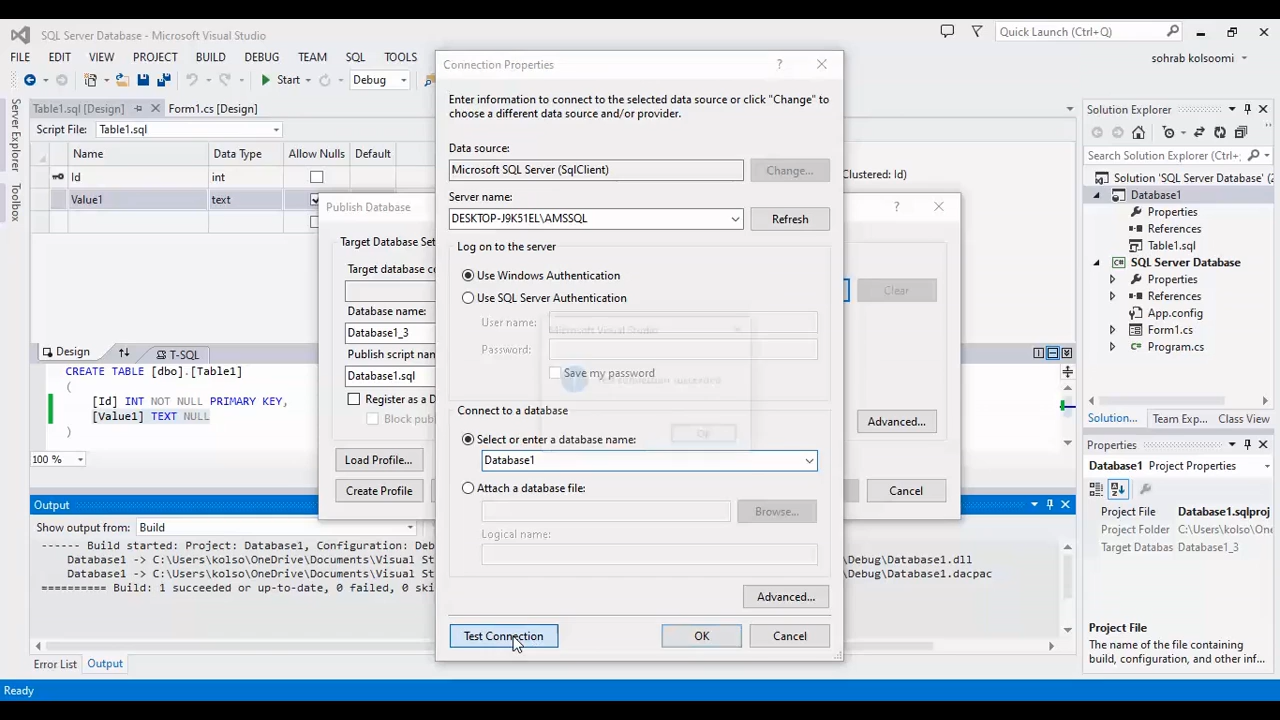 SQL Server Database - Microsoft Visual Studio
Quick Launch (Ctrl+Q)
FILE EDIT VIEW PROJECT BUILD DEBUG TEAM SQL TOOLS
sohrab kolsoomi
Start
Debug
Table1.sql [Design]
Form1.cs [Design]
Script File: Table1.sql
Name Data Type Allow Nulls Default
Id int
Value1 text
Server Explorer
Toolbox
Clustered: Id)
Publish Database
?
Target Database Set
Target database co
Clear
Database name:
Database1_3
Publish script nam
Database1.sql
Register as a D
Block publ
Advanced...
Load Profile...
Create Profile
Cancel
Connection Properties
?
Enter information to connect to the selected data source or click "Change" to
choose a different data source and/or provider.
Data source:
Microsoft SQL Server (SqlClient)
Change...
Server name:
DESKTOP-J9K51EL\AMSSQL
Refresh
Log on to the server
Use Windows Authentication
Use SQL Server Authentication
User name:
Microsoft Visual Studio
Password:
Save my password
Connect to a database
Select or enter a database name:
Database1
Attach a database file:
Browse...
Logical name:
Advanced...
Test Connection
OK
Cancel
Design
T-SQL
CREATE TABLE [dbo].[Table1]
(
[Id] INT NOT NULL PRIMARY KEY,
[Value1] TEXT NULL
)
100 %
Output
Show output from: Build
------ Build started: Project: Database1, Configuration: Deb
Database1 -> C:\Users\kolso\OneDrive\Documents\Visual St
Debug\Database1.dll
Database1 -> C:\Users\kolso\OneDrive\Documents\Visual St
Debug\Database1.dacpac
========== Build: 1 succeeded or up-to-date, 0 failed, 0 ski
Error List
Output
Ready
Solution Explorer
Search Solution Explorer (Ctrl+;
Solution 'SQL Server Database' (2
Database1
Properties
References
Table1.sql
SQL Server Database
Properties
References
App.config
Form1.cs
Program.cs
Solution... Team Exp... Class View
Properties
Database1 Project Properties
Project File Database1.sqlproj
Project Folder C:\Users\kolso
Target Databas Database1_3
Project File
The name of the file containing
build, configuration, and other inf...